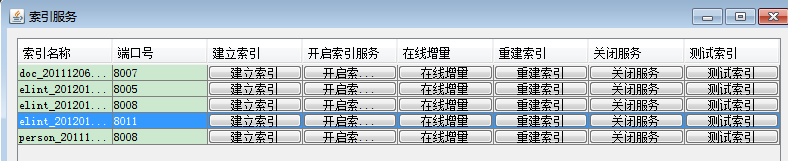 索引服务
索引名称 端口号 建立索引 开启索引服务 在线增量 重建索引 关闭服务 测试索引
doc_20111206... 8007 建立索引 开启索... 在线增量 重建索引 关闭服务 测试索引
elint_201201... 8005 建立索引 开启索... 在线增量 重建索引 关闭服务 测试索引
elint_201201... 8008 建立索引 开启索... 在线增量 重建索引 关闭服务 测试索引
elint_201201... 8011 建立索引 开启索... 在线增量 重建索引 关闭服务 测试索引
person_20111... 8008 建立索引 开启索... 在线增量 重建索引 关闭服务 测试索引